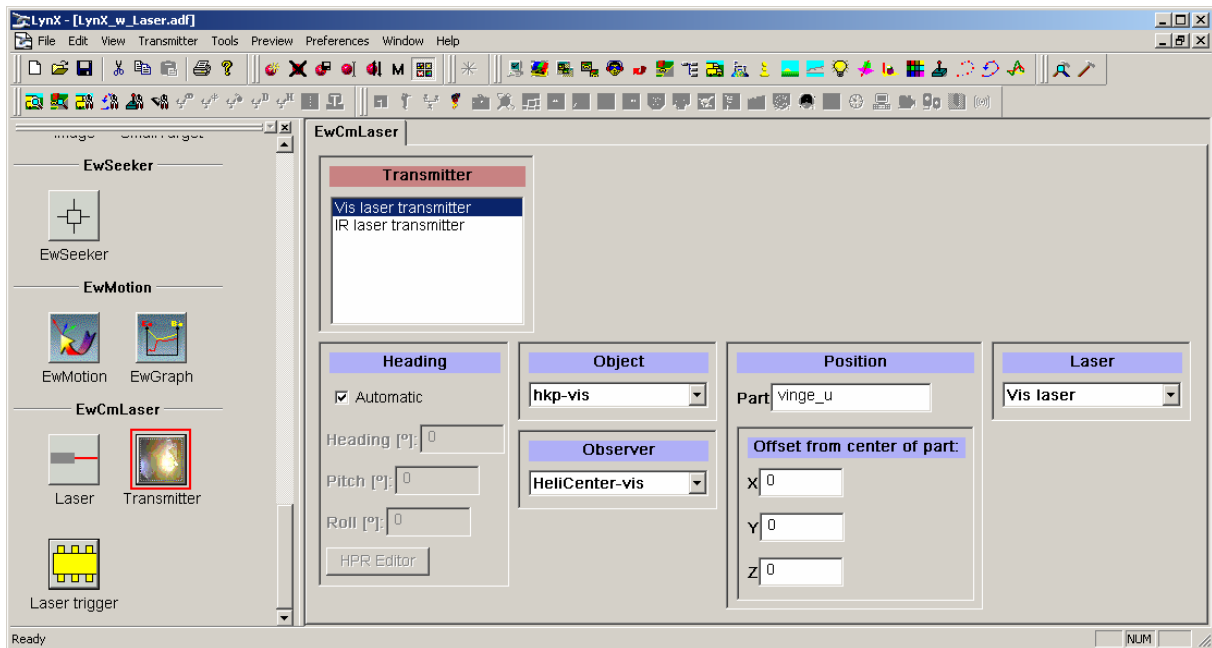 LynX - [LynX_w_Laser.adf]
File Edit View Transmitter Tools Preview Preferences Window Help
EwSeeker
EwSeeker
EwMotion
EwMotion EwGraph
EwCmLaser
Laser Transmitter
Laser trigger
EwCmLaser
Transmitter
Vis laser transmitter
IR laser transmitter
Heading
Automatic
Heading [º]: 0
Pitch [º]: 0
Roll [º]: 0
HPR Editor
Object
hkp-vis
Observer
HeliCenter-vis
Position
Part vinge_u
Offset from center of part:
X 0
Y 0
Z 0
Laser
Vis laser
Ready
NUM